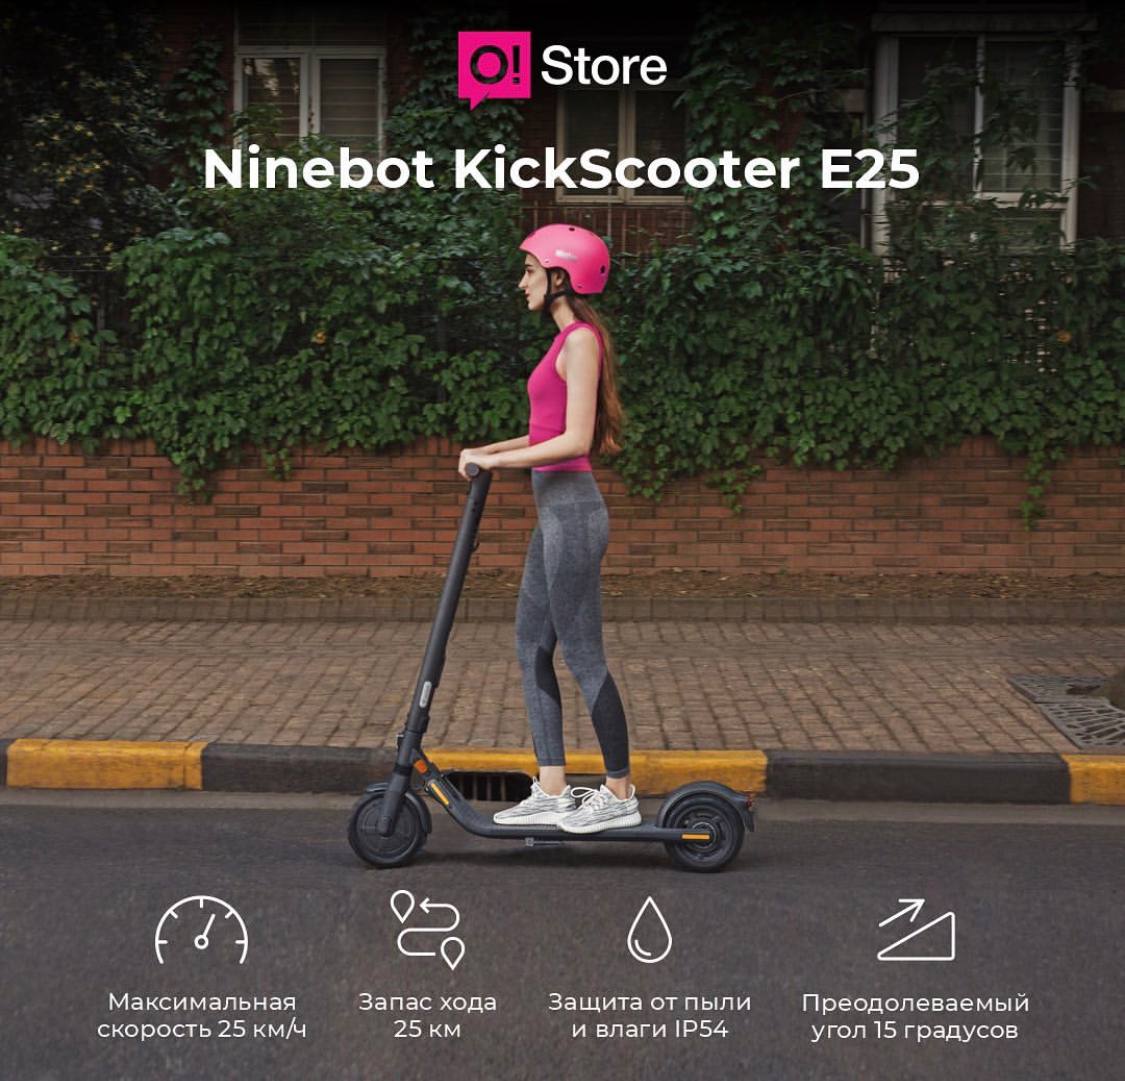 O! Store
Ninebot KickScooter E25
Максимальная
скорость 25 км/ч
Запас хода
25 км
Защита от пыли
и влаги IP54
Преодолеваемый
угол 15 градусов